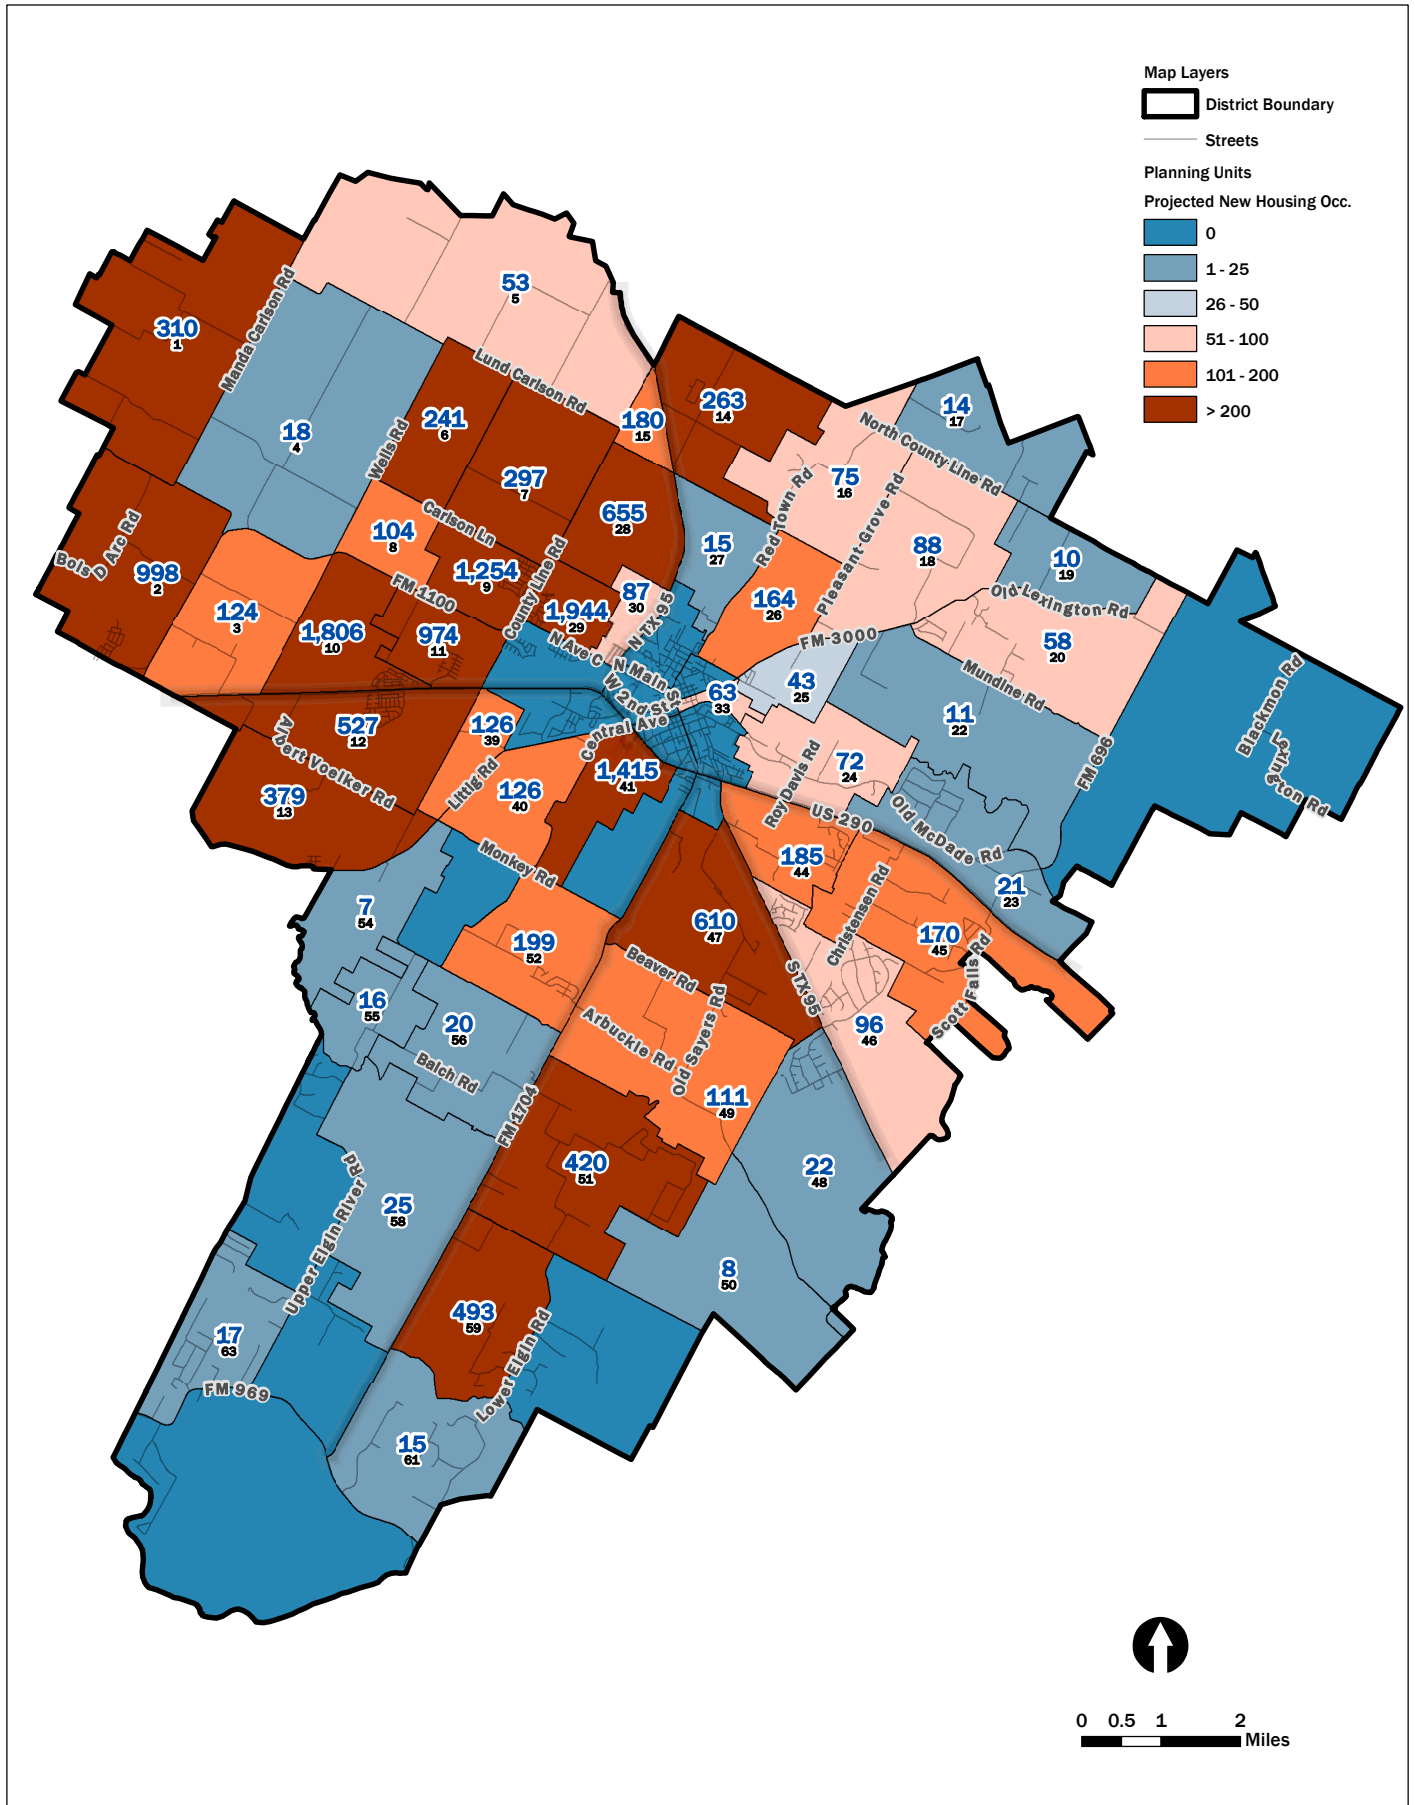 Map Layers
District Boundary
Streets
Planning Units
Projected New Housing Occ.
0
1 - 25
26 - 50
51 - 100
101 - 200
> 200
53
5
310
1
Manda Carlson Rd
Lund Carlson Rd
263
14
14
17
180
15
241
6
18
4
Wells Rd
North County Line Rd
297
7
75
16
Red Town Rd
Pleasant Grove Rd
655
28
104
8
Carlson Ln
15
27
88
18
10
19
Bois D Arc Rd
998
2
1,254
9
County Line Rd
FM 1100
87
30
164
26
Old Lexington Rd
124
3
1,944
29
N TX 95
1,806
10
974
11
FM 3000
58
20
N Ave C
N Main St
Mundine Rd
43
25
63
33
W 2nd St
Central Ave
11
22
Blackmon Rd
527
12
126
39
Albert Voelker Rd
72
24
Roy Davis Rd
FM 696
Lexington Rd
1,415
41
Littig Rd
379
13
126
40
US 290
Old McDade Rd
Monkey Rd
185
44
21
23
Christensen Rd
7
54
610
47
170
45
199
52
Beaver Rd
S TX 95
Scott Falls Rd
16
55
20
56
Arbuckle Rd
Old Sayers Rd
96
46
Balch Rd
111
49
FM 1704
420
51
22
48
25
58
Upper Elgin River Rd
8
50
493
59
17
63
Lower Elgin Rd
FM 969
15
61
0 0.5 1 2
Miles